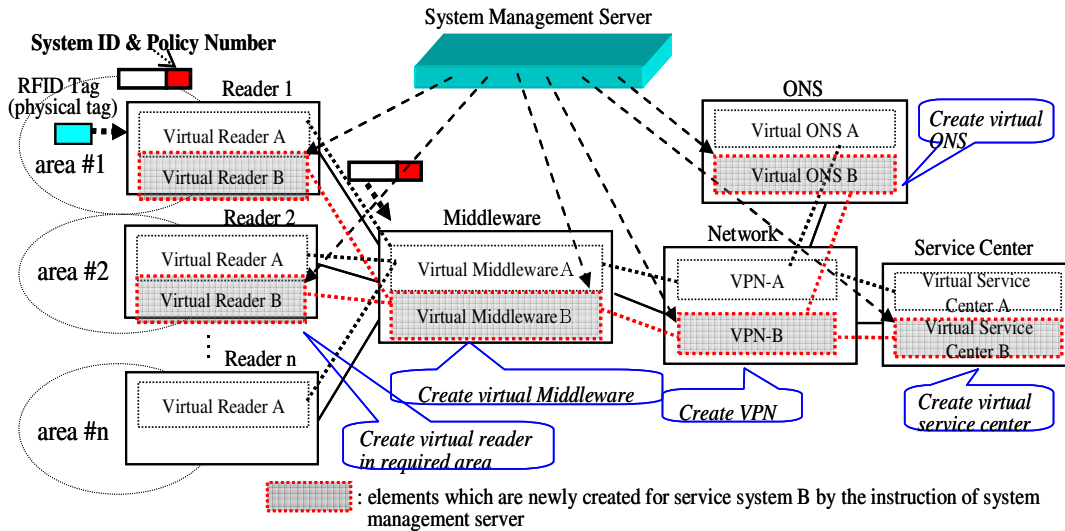 System Management Server
System ID & Policy Number
RFID Tag
(physical tag)
Reader 1
Virtual Reader A
Virtual Reader B
area #1
ONS
Virtual ONS A
Virtual ONS B
Create virtual
ONS
Reader 2
Virtual Reader A
Virtual Reader B
area #2
Middleware
Virtual Middleware A
Virtual Middleware B
Network
VPN-A
VPN-B
Service Center
Virtual Service
Center A
Virtual Service
Center B
Reader n
Virtual Reader A
area #n
Create virtual Middleware
Create VPN
Create virtual
service center
Create virtual reader
in required area
: elements which are newly created for service system B by the instruction of system
management server